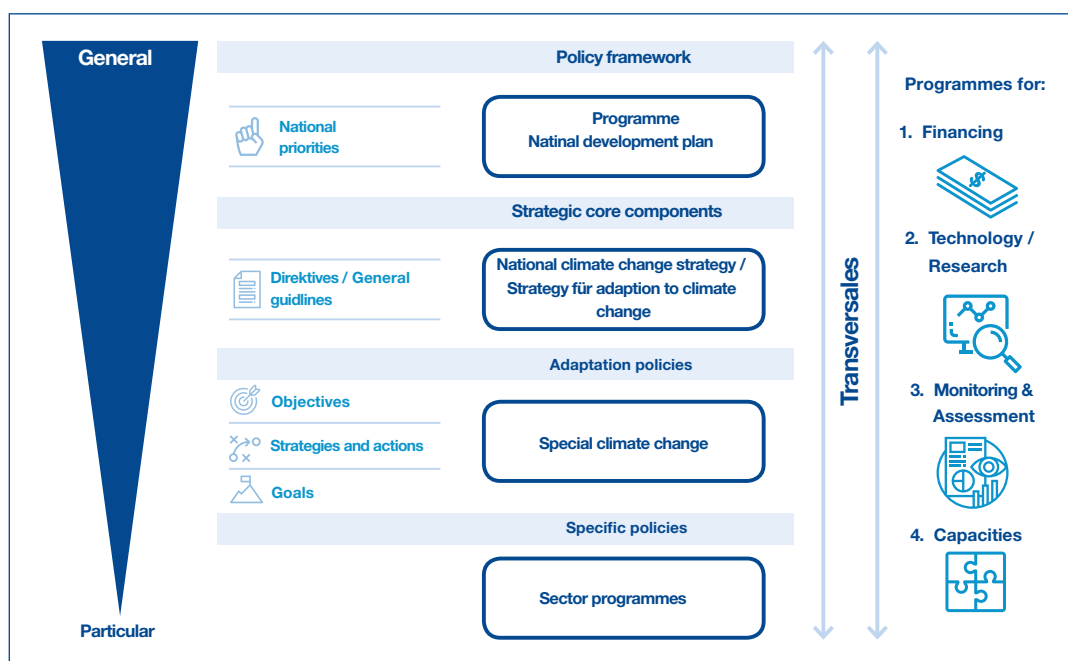 General
Policy framework
National
priorities
Programme
Natinal development plan
Strategic core components
Direktives / General
guidlines
National climate change strategy /
Strategy für adaption to climate
change
Adaptation policies
Objectives
Strategies and actions
Goals
Special climate change
Specific policies
Sector programmes
Particular
Transversales
Programmes for:
1. Financing
$
2. Technology /
Research
3. Monitoring &
Assessment
4. Capacities